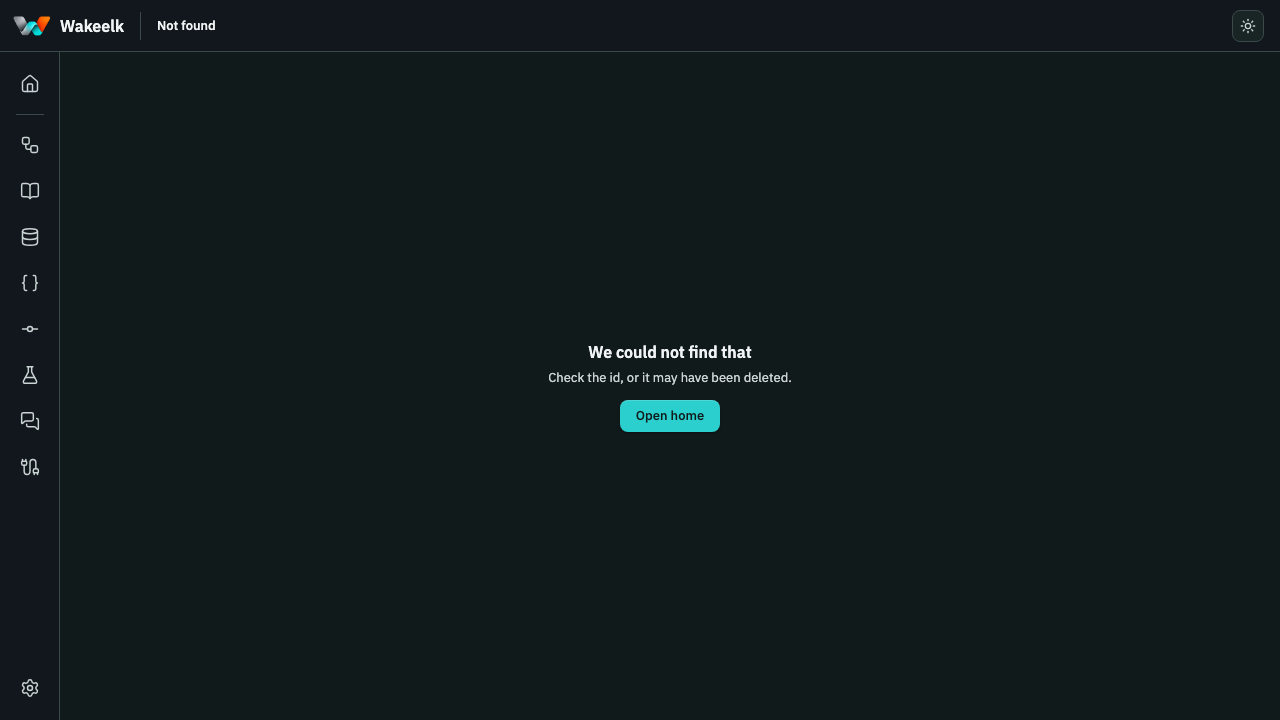 Wakeelk
Not found
We could not find that
Check the id, or it may have been deleted.
Open home